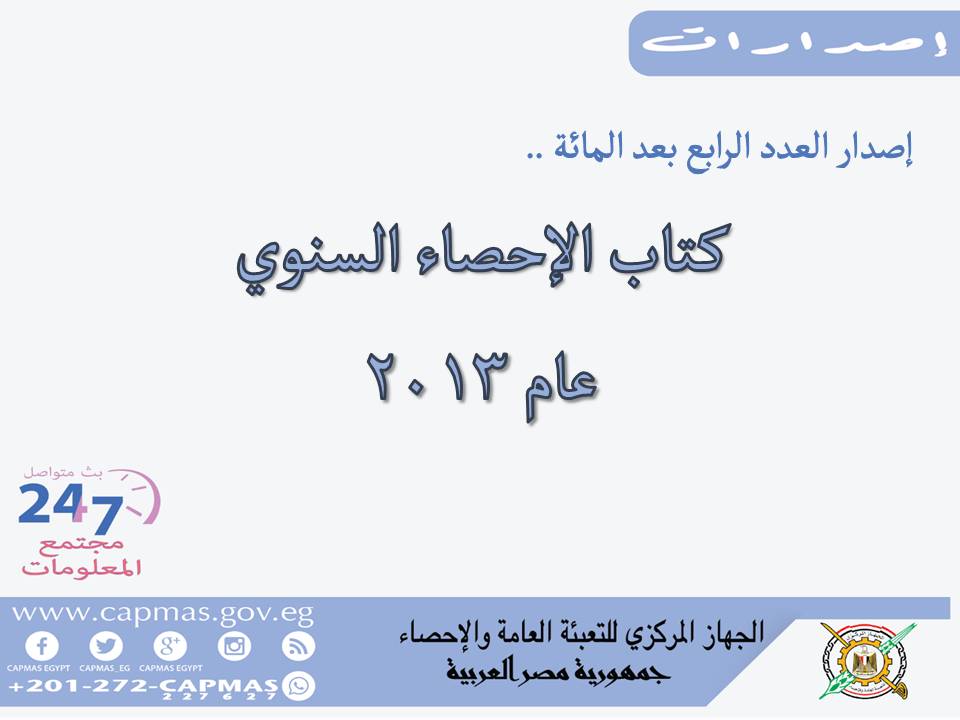 إصدارات
إصدار العدد الرابع بعد المائة ..
كتاب الإحصاء السنوي
عام ٢٠١٣
بث متواصل
247
مجتمع
المعلومات
www.capmas.gov.eg
CAPMAS EGYPT CAPMAS_EG CAPMAS EGYPT
+201-272-CAPMAS
227627
الجهاز المركزي للتعبئة العامة والإحصاء
جمهورية مصر العربية